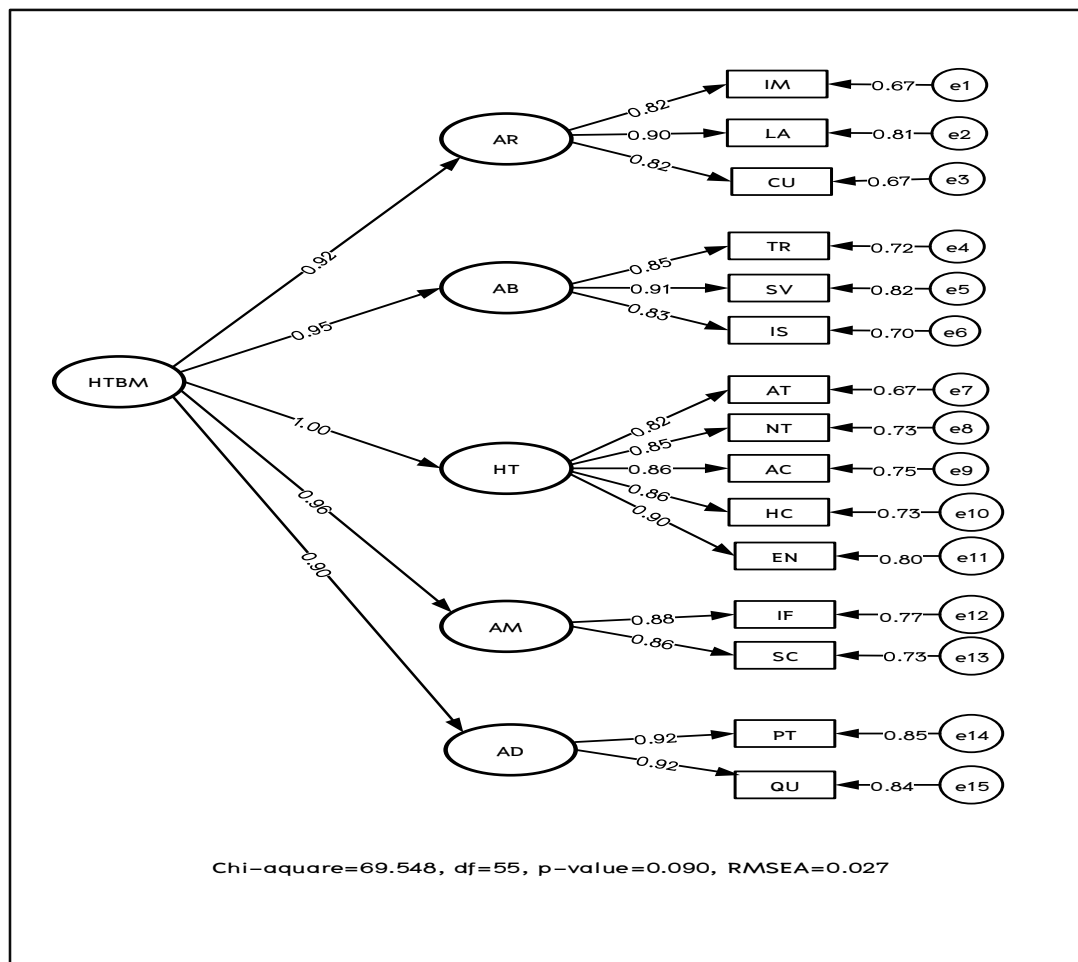 IM
0.67
e1
0.82
AR
0.90
LA
0.81
e2
0.82
CU
0.67
e3
0.92
TR
0.72
e4
0.85
AB
0.91
SV
0.82
e5
0.83
IS
0.70
e6
0.95
HTBM
AT
0.67
e7
0.82
NT
0.73
e8
0.85
1.00
HT
0.86
AC
0.75
e9
0.86
HC
0.73
e10
0.90
EN
0.80
e11
0.96
0.90
AM
0.88
IF
0.77
e12
0.86
SC
0.73
e13
AD
0.92
PT
0.85
e14
0.92
QU
0.84
e15
Chi-aquare=69.548, df=55, p-value=0.090, RMSEA=0.027